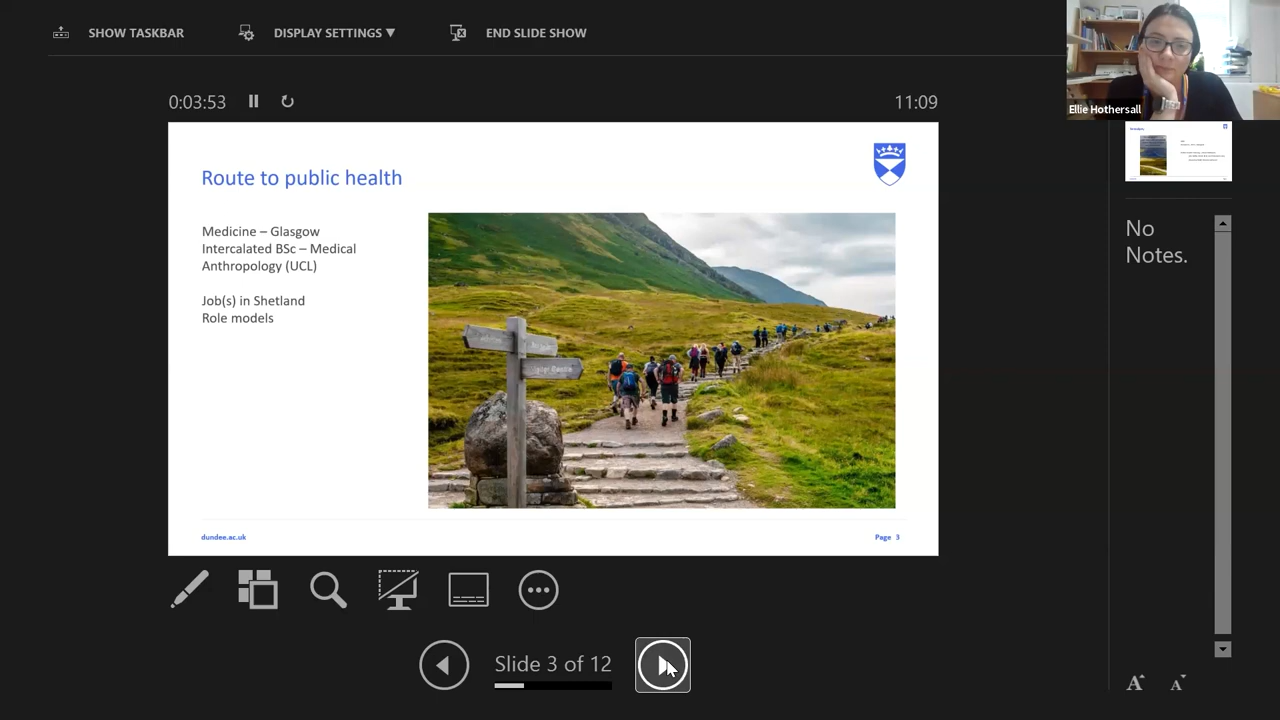 SHOW TASKBAR
DISPLAY SETTINGS ▼
END SLIDE SHOW
Ellie Hothersall
0:03:53
11:09
Route to public health
Medicine – Glasgow
Intercalated BSc – Medical
Anthropology (UCL)
Job(s) in Shetland
Role models
dundee.ac.uk
Page 3
No
Notes.
Slide 3 of 12
A
A